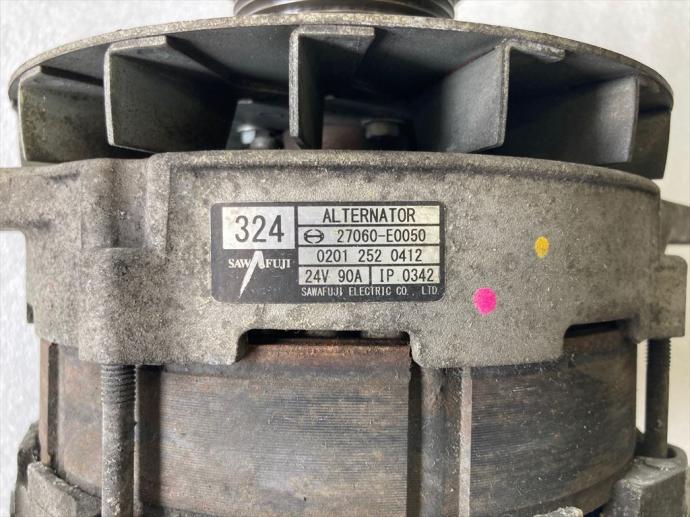 324
ALTERNATOR
27060-E0050
0201 252 0412
SAWAFUJI
24V 90A IP 0342
SAWAFUJI ELECTRIC CO., LTD.